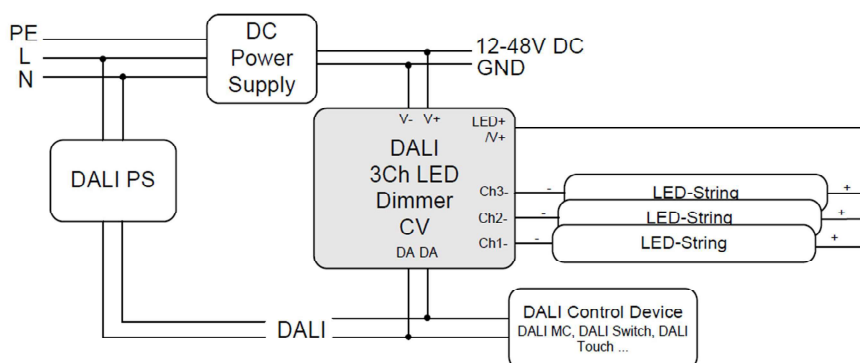 PE
L
N
DC
Power
Supply
12-48V DC
GND
V- V+
LED+
/V+
DALI
3Ch LED
Dimmer
CV
DA DA
DALI PS
Ch3- - LED-String +
Ch2- - LED-String +
Ch1- - LED-String +
DALI
DALI Control Device
DALI MC, DALI Switch, DALI
Touch ...